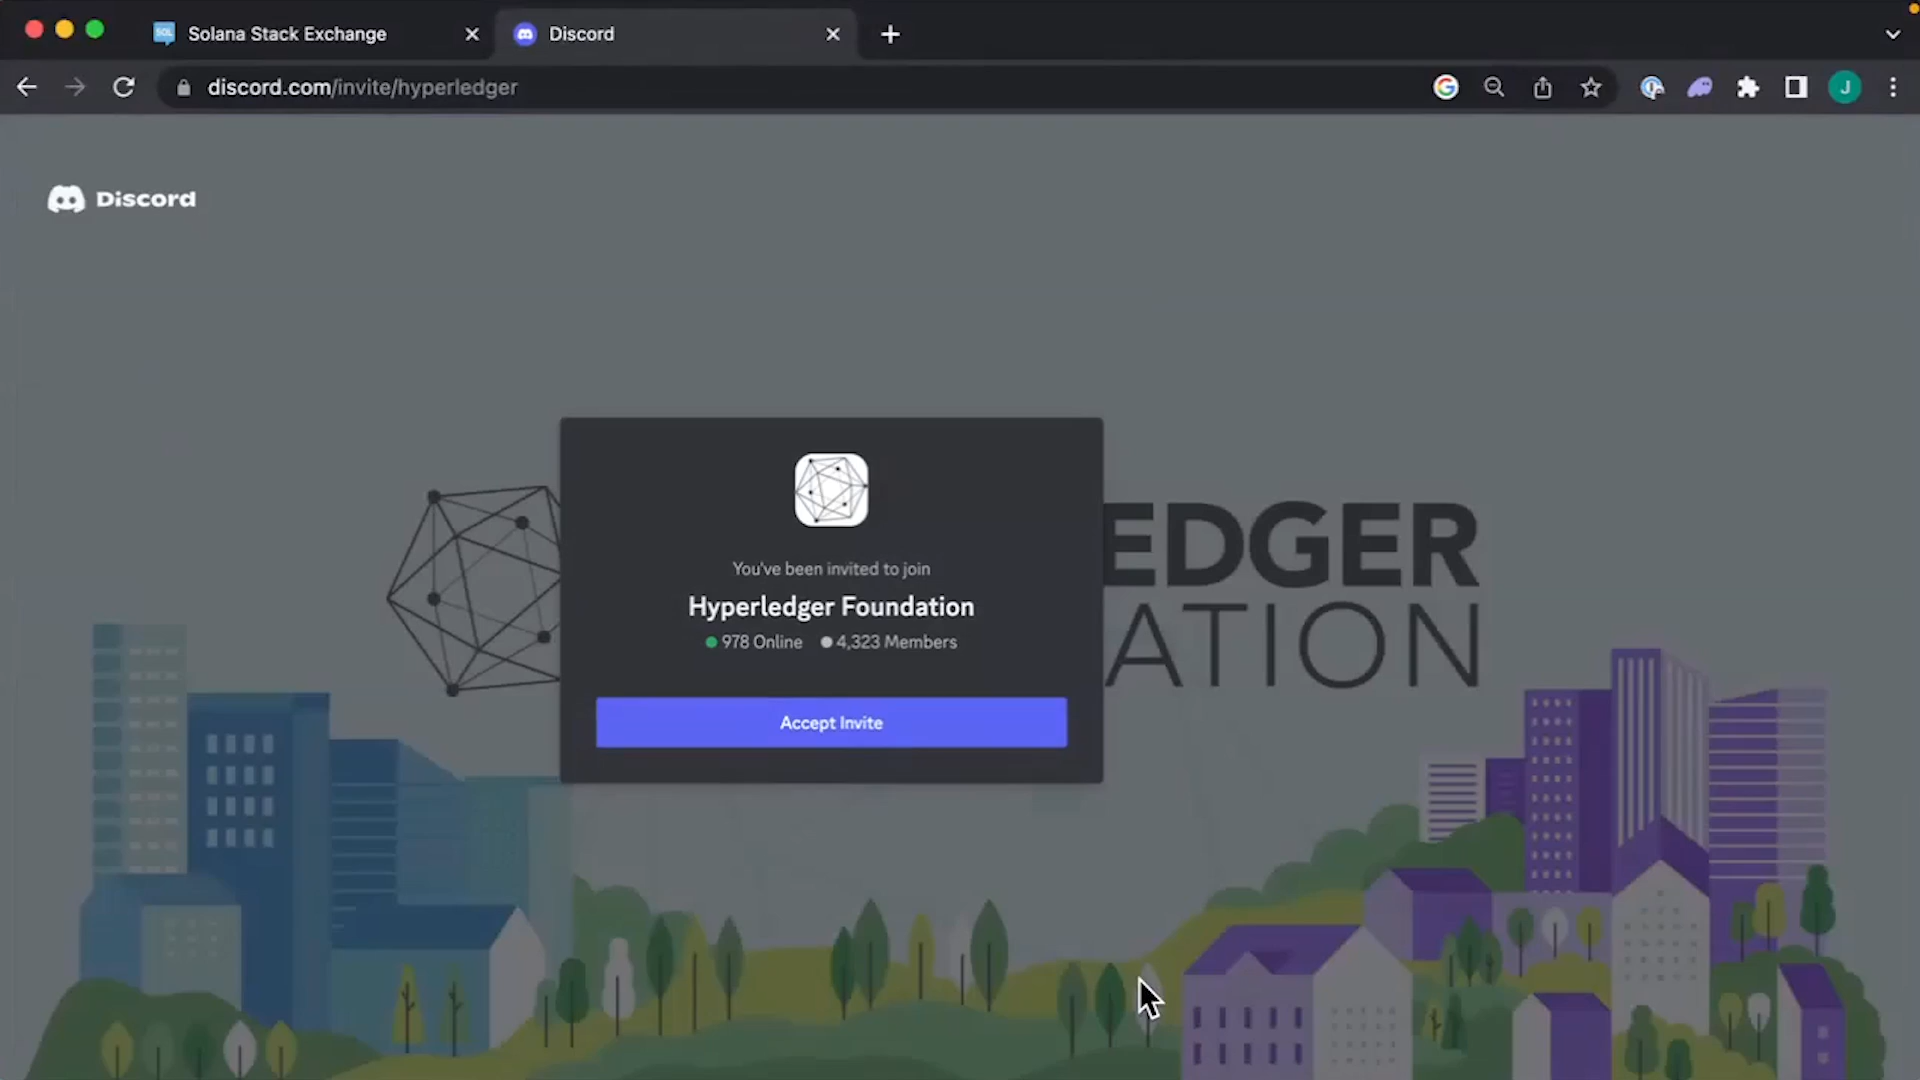 SOL
Solana Stack Exchange
Discord
discord.com/invite/hyperledger
J
Discord
EDGER
ATION
You've been invited to join
Hyperledger Foundation
978 Online 4,323 Members
Accept Invite